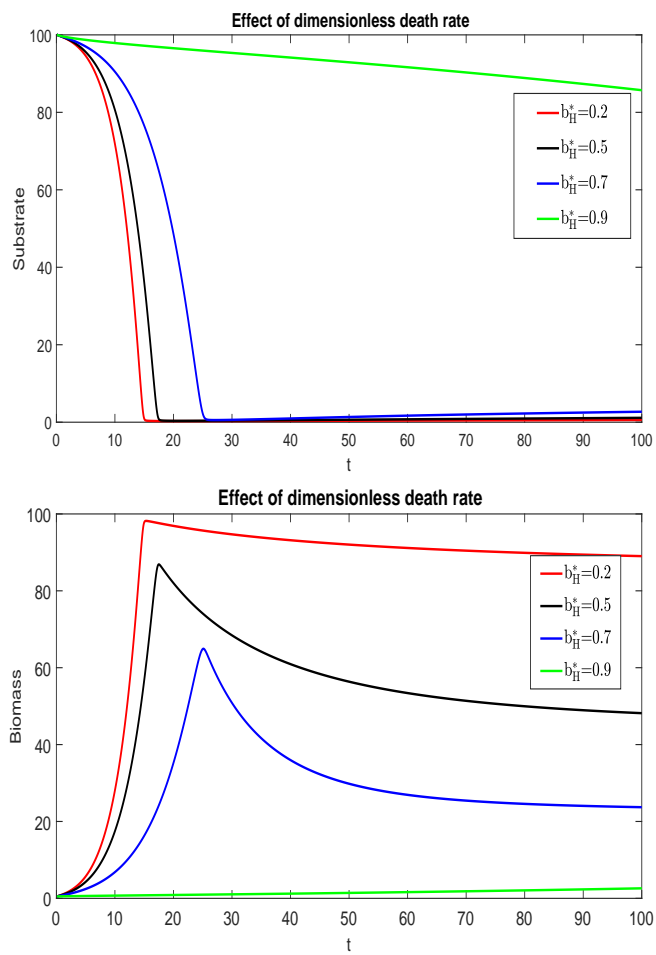 Effect of dimensionless death rate
100
80
60
40
20
0
Substrate
b*H=0.2
b*H=0.5
b*H=0.7
b*H=0.9
0 10 20 30 40 50 60 70 80 90 100
t
Effect of dimensionless death rate
100
80
60
40
20
0
Biomass
b*H=0.2
b*H=0.5
b*H=0.7
b*H=0.9
0 10 20 30 40 50 60 70 80 90 100
t